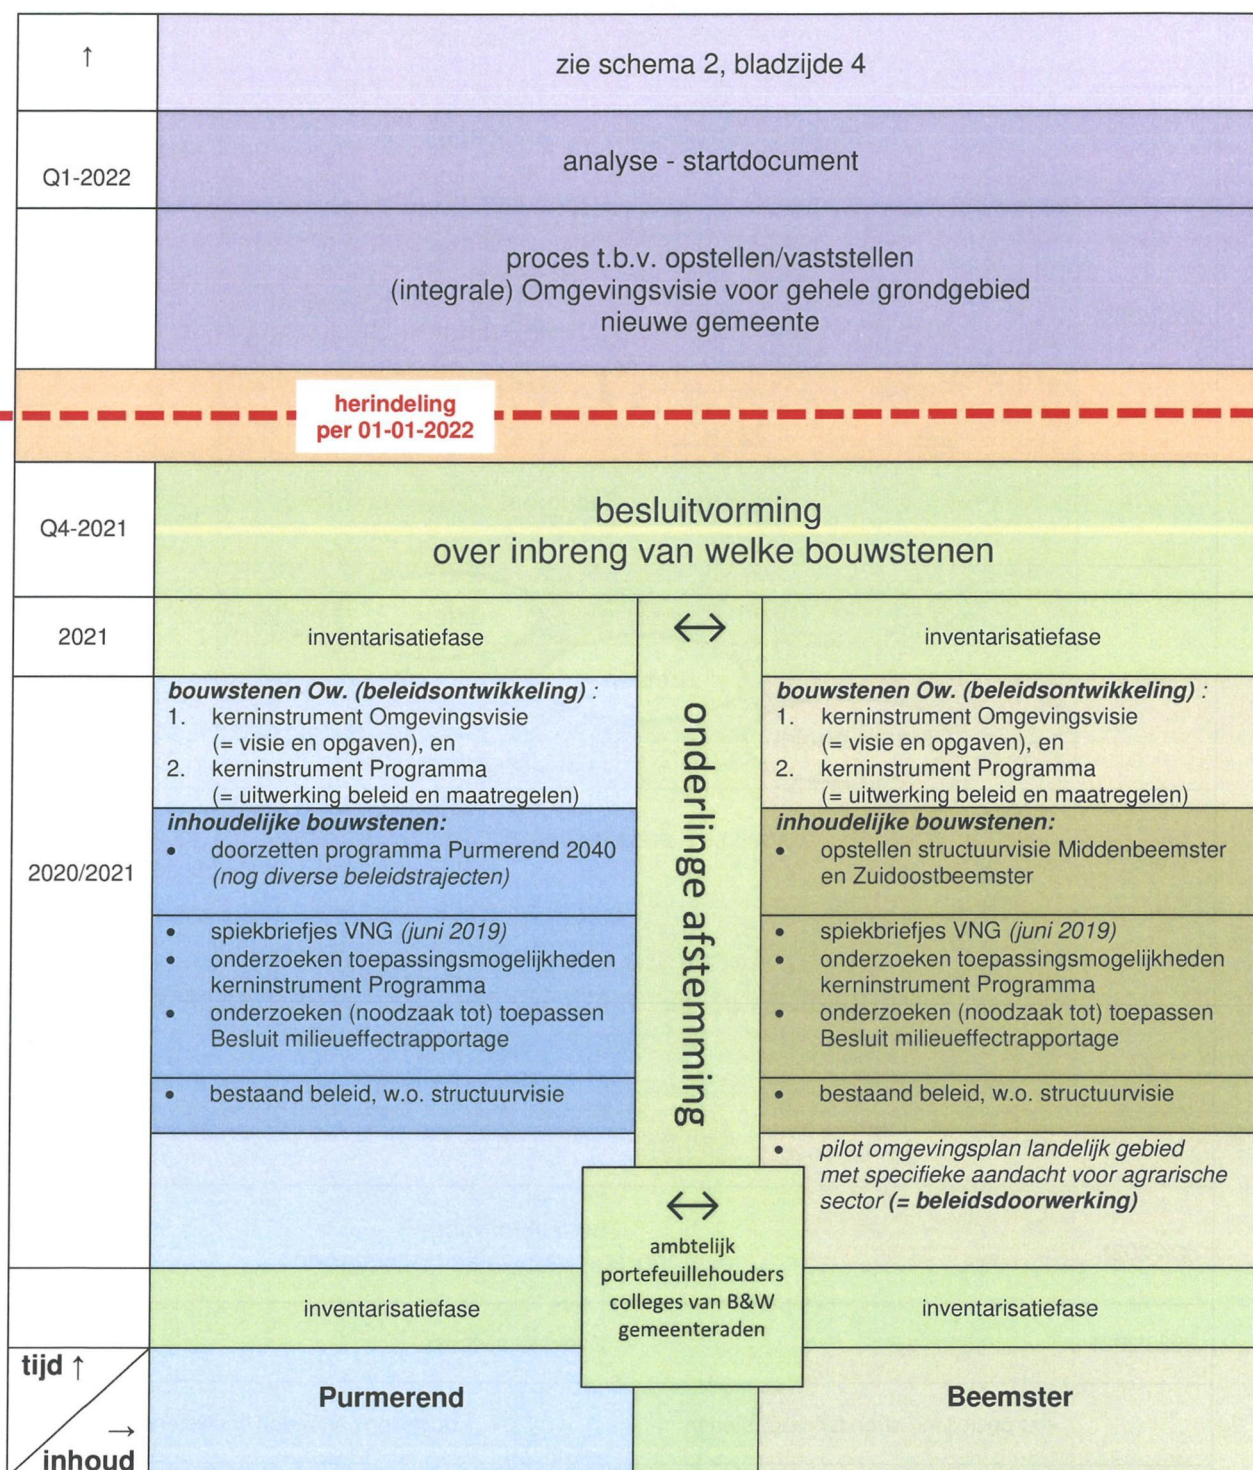 ↑
zie schema 2, bladzijde 4
Q1-2022
analyse - startdocument
proces t.b.v. opstellen/vaststellen
(integrale) Omgevingsvisie voor gehele grondgebied
nieuwe gemeente
herindeling
per 01-01-2022
Q4-2021
besluitvorming
over inbreng van welke bouwstenen
2021
inventarisatiefase
↔
inventarisatiefase
2020/2021
bouwstenen Ow. (beleidsontwikkeling) :
1. kerninstrument Omgevingsvisie
(= visie en opgaven), en
2. kerninstrument Programma
(= uitwerking beleid en maatregelen)
inhoudelijke bouwstenen:
• doorzetten programma Purmerend 2040
(nog diverse beleidstrajecten)
• spiekbriefjes VNG (juni 2019)
• onderzoeken toepassingsmogelijkheden
kerninstrument Programma
• onderzoeken (noodzaak tot) toepassen
Besluit milieueffectrapportage
• bestaand beleid, w.o. structuurvisie
onderlinge afstemming
bouwstenen Ow. (beleidsontwikkeling) :
1. kerninstrument Omgevingsvisie
(= visie en opgaven), en
2. kerninstrument Programma
(= uitwerking beleid en maatregelen)
inhoudelijke bouwstenen:
• opstellen structuurvisie Middenbeemster
en Zuidoostbeemster
• spiekbriefjes VNG (juni 2019)
• onderzoeken toepassingsmogelijkheden
kerninstrument Programma
• onderzoeken (noodzaak tot) toepassen
Besluit milieueffectrapportage
• bestaand beleid, w.o. structuurvisie
• pilot omgevingsplan landelijk gebied
met specifieke aandacht voor agrarische
sector (= beleidsdoorwerking)
↔
ambtelijk
portefeuillehouders
colleges van B&W
gemeenteraden
inventarisatiefase
inventarisatiefase
tijd ↑
→
inhoud
Purmerend
Beemster